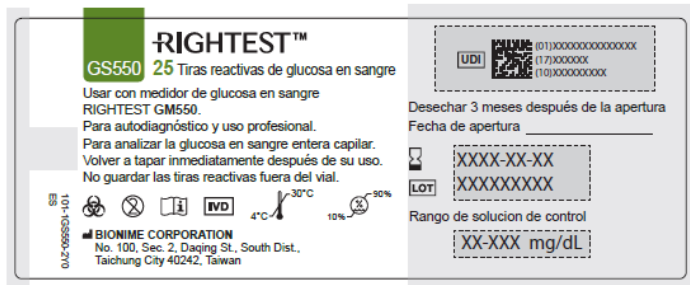 RIGHTEST™
GS550
25 Tiras reactivas de glucosa en sangre
Usar con medidor de glucosa en sangre
RIGHTEST GM550.
Para autodiagnóstico y uso profesional.
Para analizar la glucosa en sangre entera capilar.
Volver a tapar inmediatamente después de su uso.
No guardar las tiras reactivas fuera del vial.
IVD
4°C
30°C
10%
90%
BIONIME CORPORATION
No. 100, Sec. 2, Daqing St., South Dist.,
Taichung City 40242, Taiwan
101-1GS550-2Y0
ES
UDI
(01)XXXXXXXXXXXXXX
(17)XXXXXX
(10)XXXXXXXXX
Desechar 3 meses después de la apertura
Fecha de apertura
XXXX-XX-XX
LOT
XXXXXXXXX
Rango de solucion de control
XX-XXX mg/dL